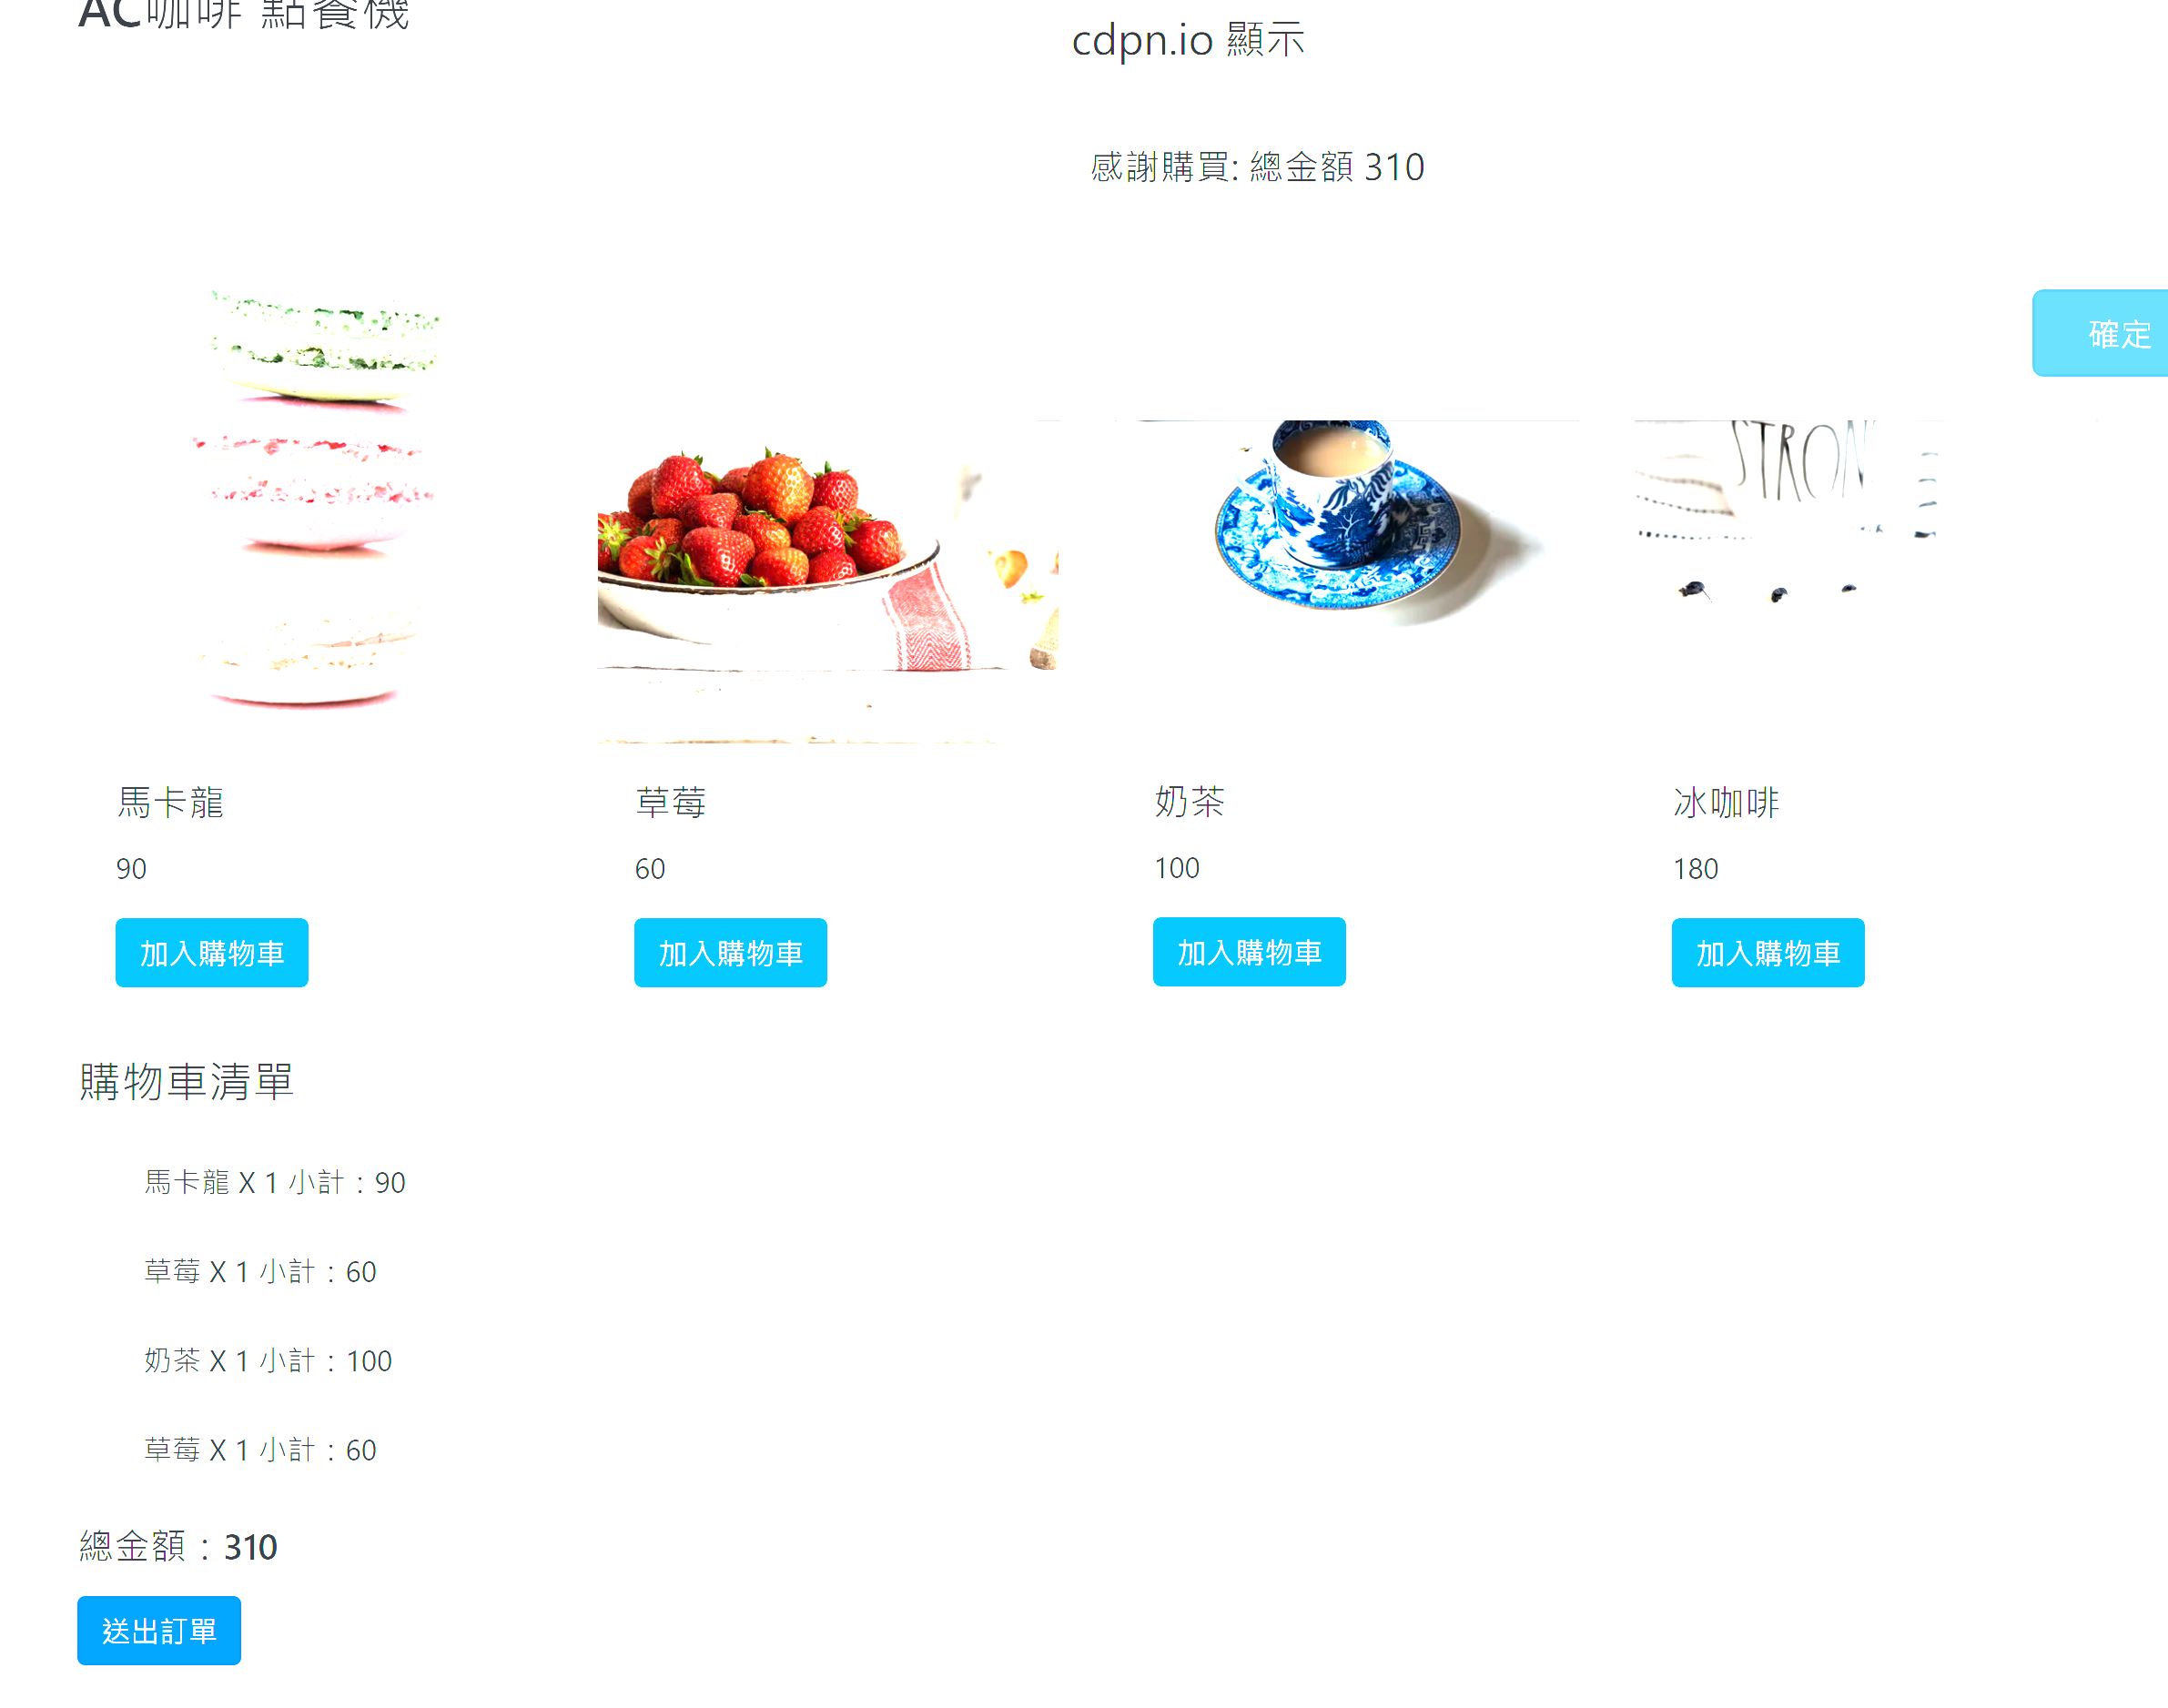 AC咖啡 點餐機
cdpn.io 顯示
感謝購買: 總金額 310
確定
STRON
馬卡龍
90
加入購物車
草莓
60
加入購物車
奶茶
100
加入購物車
冰咖啡
180
加入購物車
購物車清單
馬卡龍 X 1 小計：90
草莓 X 1 小計：60
奶茶 X 1 小計：100
草莓 X 1 小計：60
總金額：310
送出訂單